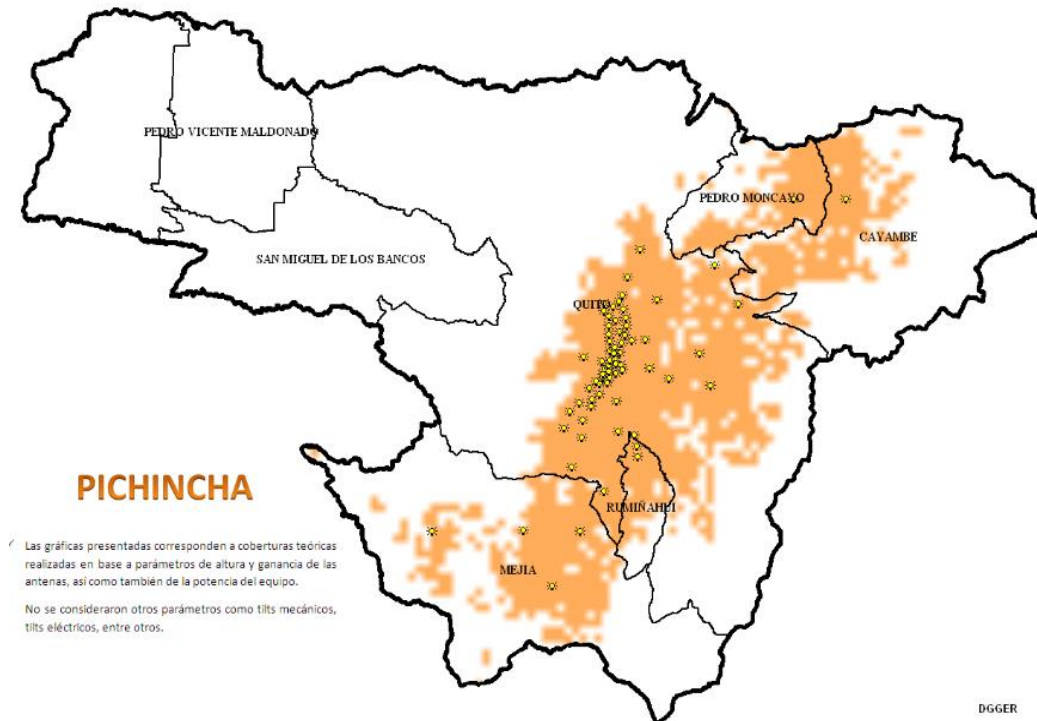 PEDRO VICENTE MALDONADO
PEDRO MONCAYO
CAYAMBE
SAN MIGUEL DE LOS BANCOS
QUITO
PICHINCHA
RUMIÑAHUI
MEJIA
Las gráficas presentadas corresponden a coberturas teóricas
realizadas en base a parámetros de altura y ganancia de las
antenas, así como también de la potencia del equipo.
No se consideraron otros parámetros como tilts mecánicos,
tilts eléctricos, entre otros.
DGGER